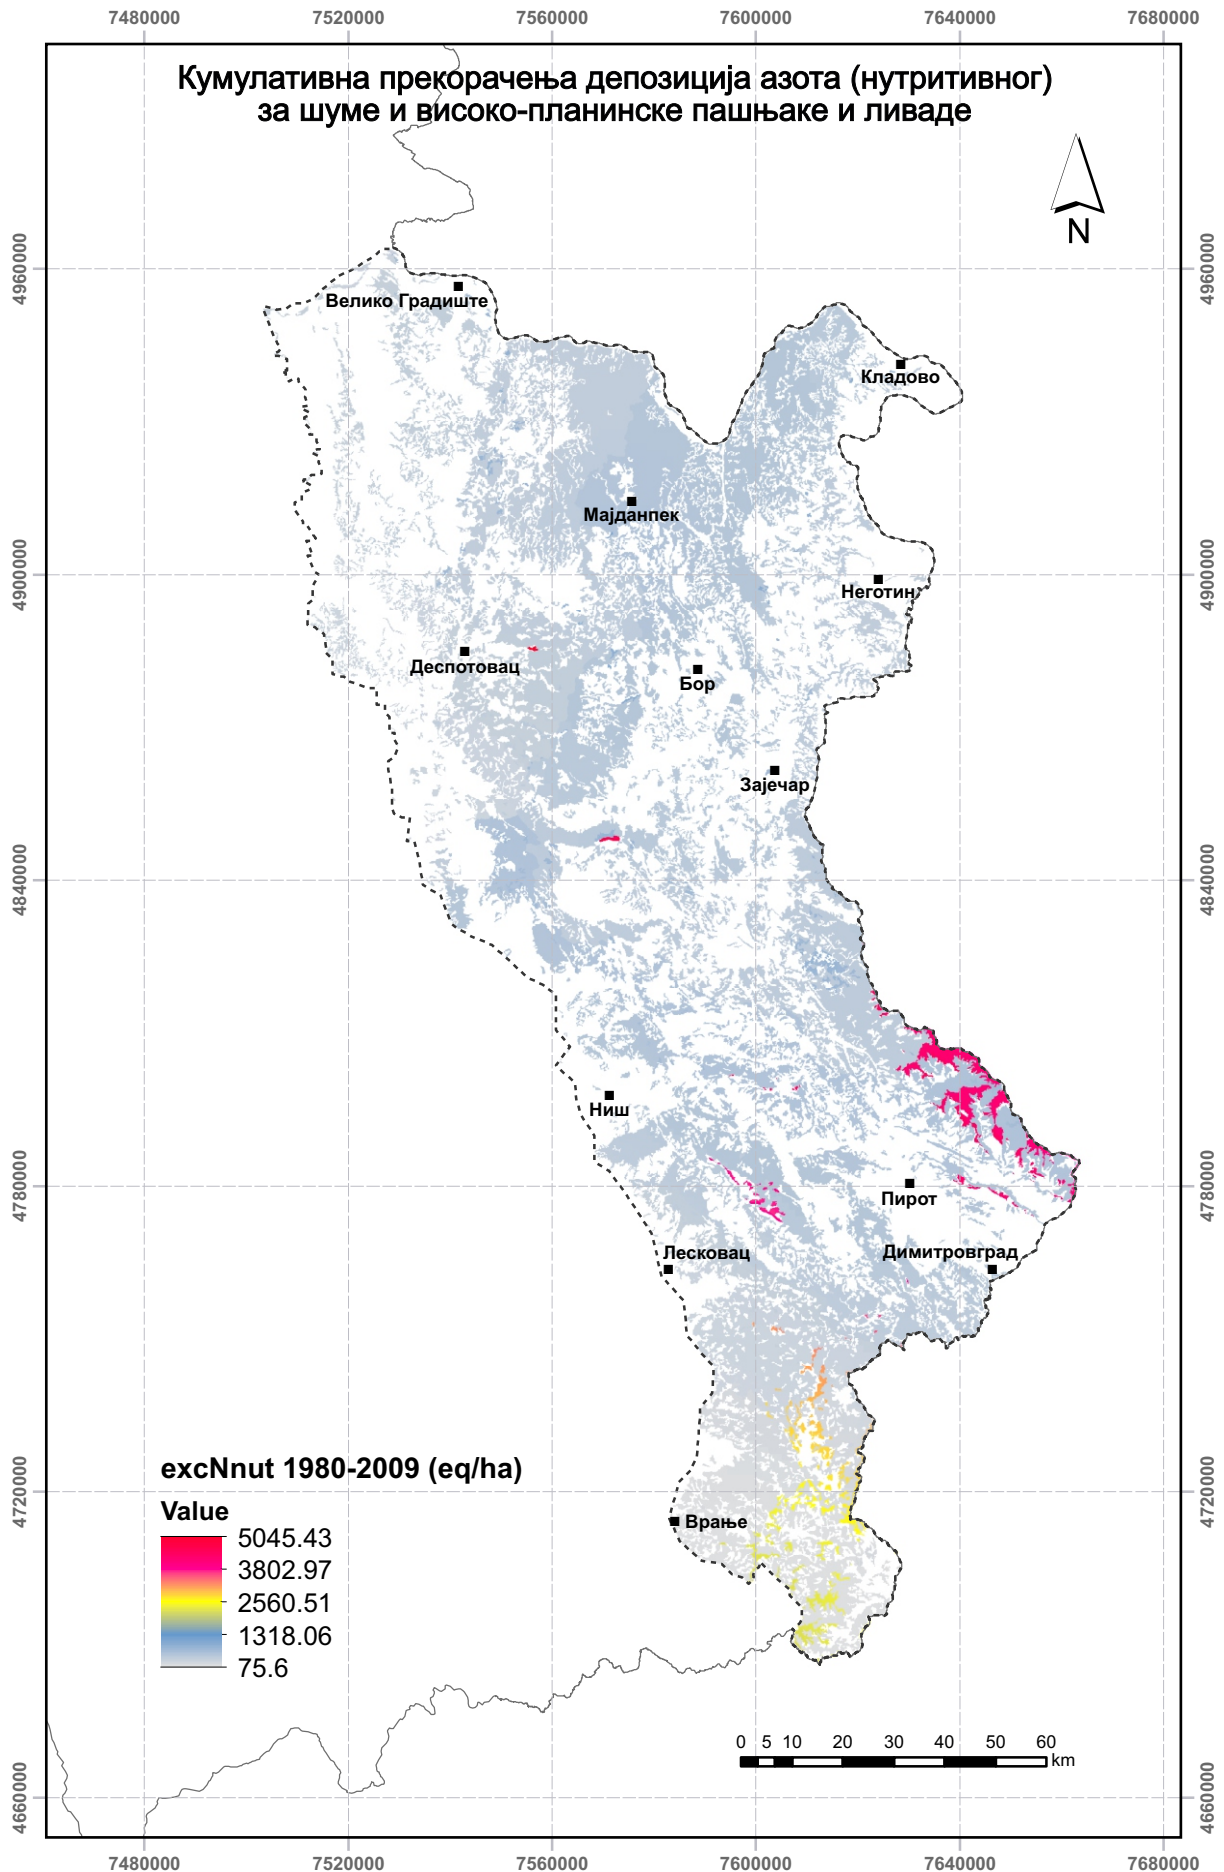 7480000 7520000 7560000 7600000 7640000 7680000
Кумулативна прекорачења депозиција азота (нутритивног)
за шуме и високо-планинске пашњаке и ливаде
N
4960000 4960000
Велико Градиште
Кладово
Мајданпек
4900000 4900000
Неготин
Деспотовац
Бор
Зајечар
4840000 4840000
Ниш
4780000 4780000
Пирот
Лесковац
Димитровград
excNnut 1980-2009 (eq/ha)
4720000 4720000
Value
Врање
5045.43
3802.97
2560.51
1318.06
75.6
0 5 10 20 30 40 50 60
km
4660000 4660000
7480000 7520000 7560000 7600000 7640000 7680000